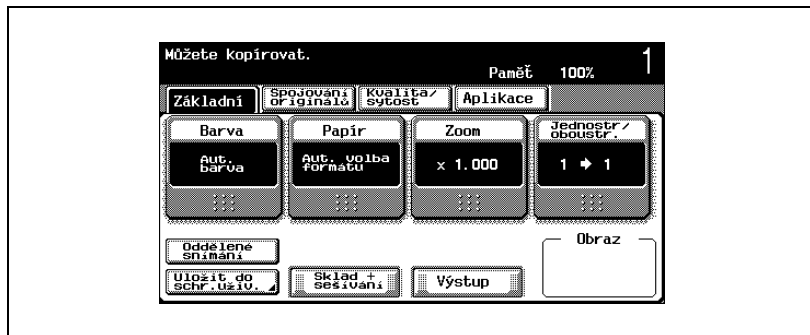 Můžete kopírovat.
Paměť 100% 1
Základní
Spojování
originálů
Kvalita/
sytost
Aplikace
Barva
Aut.
barva
Papír
Aut. volba
formátu
Zoom
x 1.000
Jednostr/
oboustr.
1 ➔ 1
Oddělené
snímání
Uložit do
schr.uživ.
Sklad +
sešívání
Výstup
Obraz